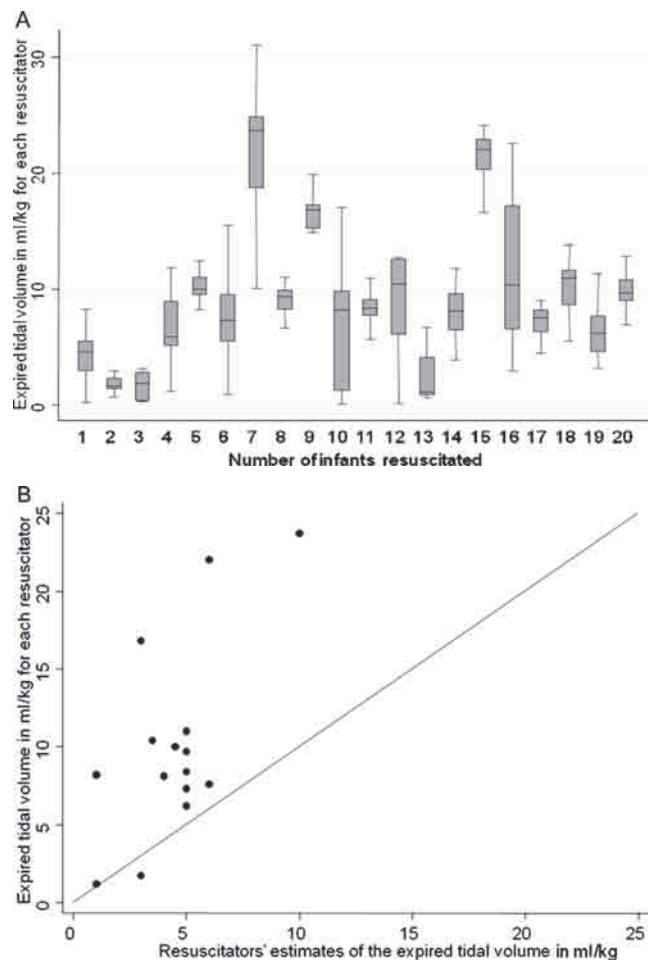 A
Expired tidal volume in ml/kg for each resuscitator
30
20
10
0
1 2 3 4 5 6 7 8 9 10 11 12 13 14 15 16 17 18 19 20
Number of infants resuscitated
B
Expired tidal volume in ml/kg for each resuscitator
25
20
15
10
5
0
0 5 10 15 20 25
Resuscitators' estimates of the expired tidal volume in ml/kg